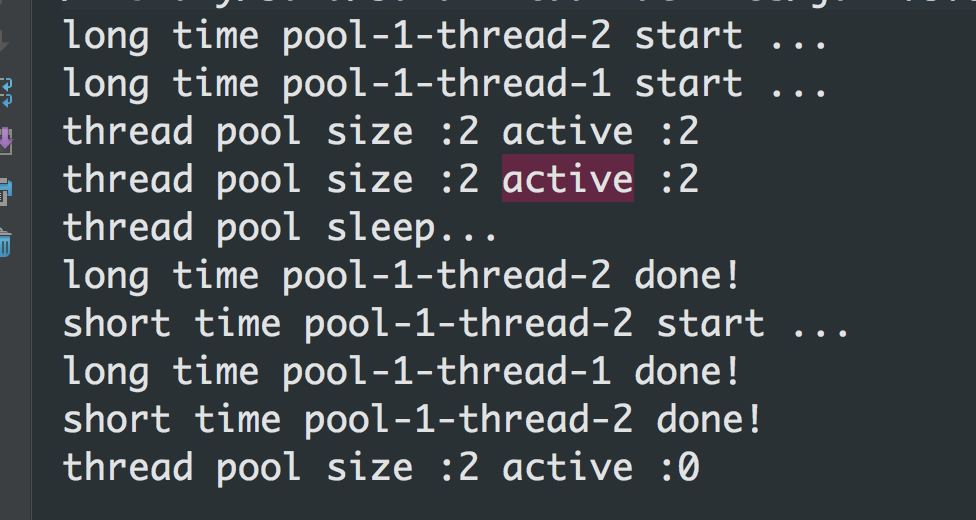 long time pool-1-thread-2 start ...
long time pool-1-thread-1 start ...
thread pool size :2 active :2
thread pool size :2 active :2
thread pool sleep...
long time pool-1-thread-2 done!
short time pool-1-thread-2 start ...
long time pool-1-thread-1 done!
short time pool-1-thread-2 done!
thread pool size :2 active :0